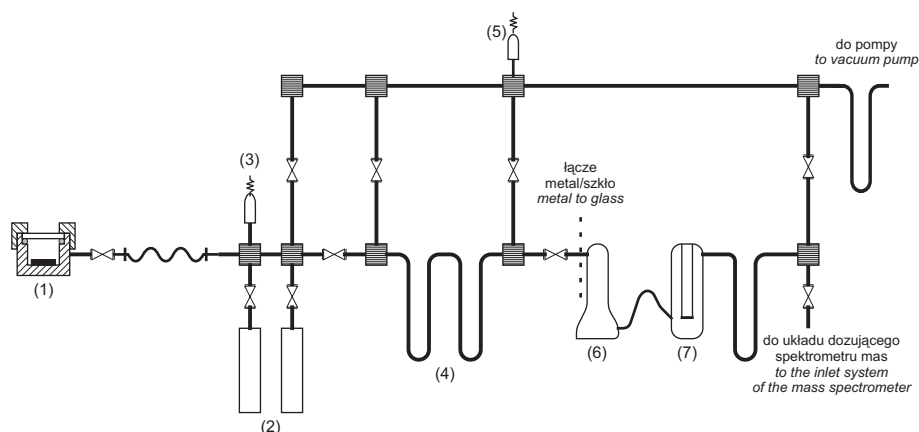 (5)
do pompy
to vacuum pump
(3)
łącze
metal/szkło
metal to glass
(1)
(4)
(6)
(7)
do układu dozującego
spektrometru mas
to the inlet system
of the mass spectrometer
(2)